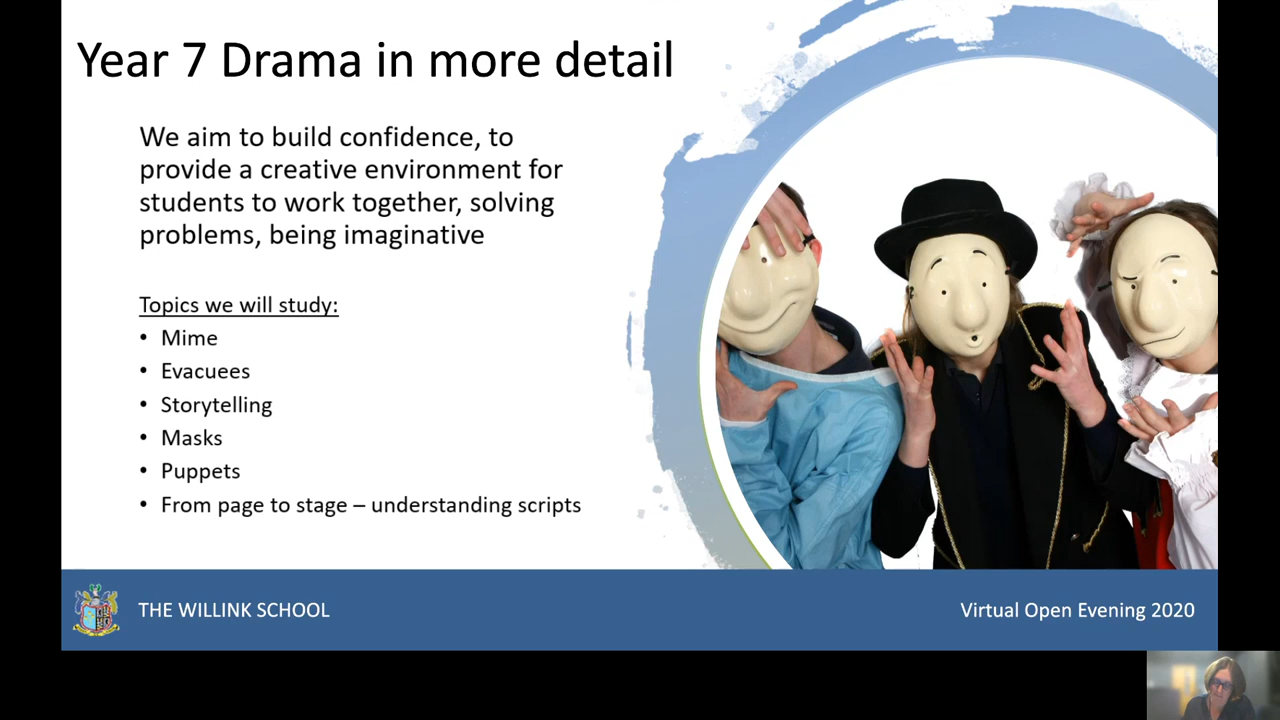 Year 7 Drama in more detail
We aim to build confidence, to
provide a creative environment for
students to work together, solving
problems, being imaginative
Topics we will study:
• Mime
• Evacuees
• Storytelling
• Masks
• Puppets
• From page to stage – understanding scripts
THE WILLINK SCHOOL
Virtual Open Evening 2020